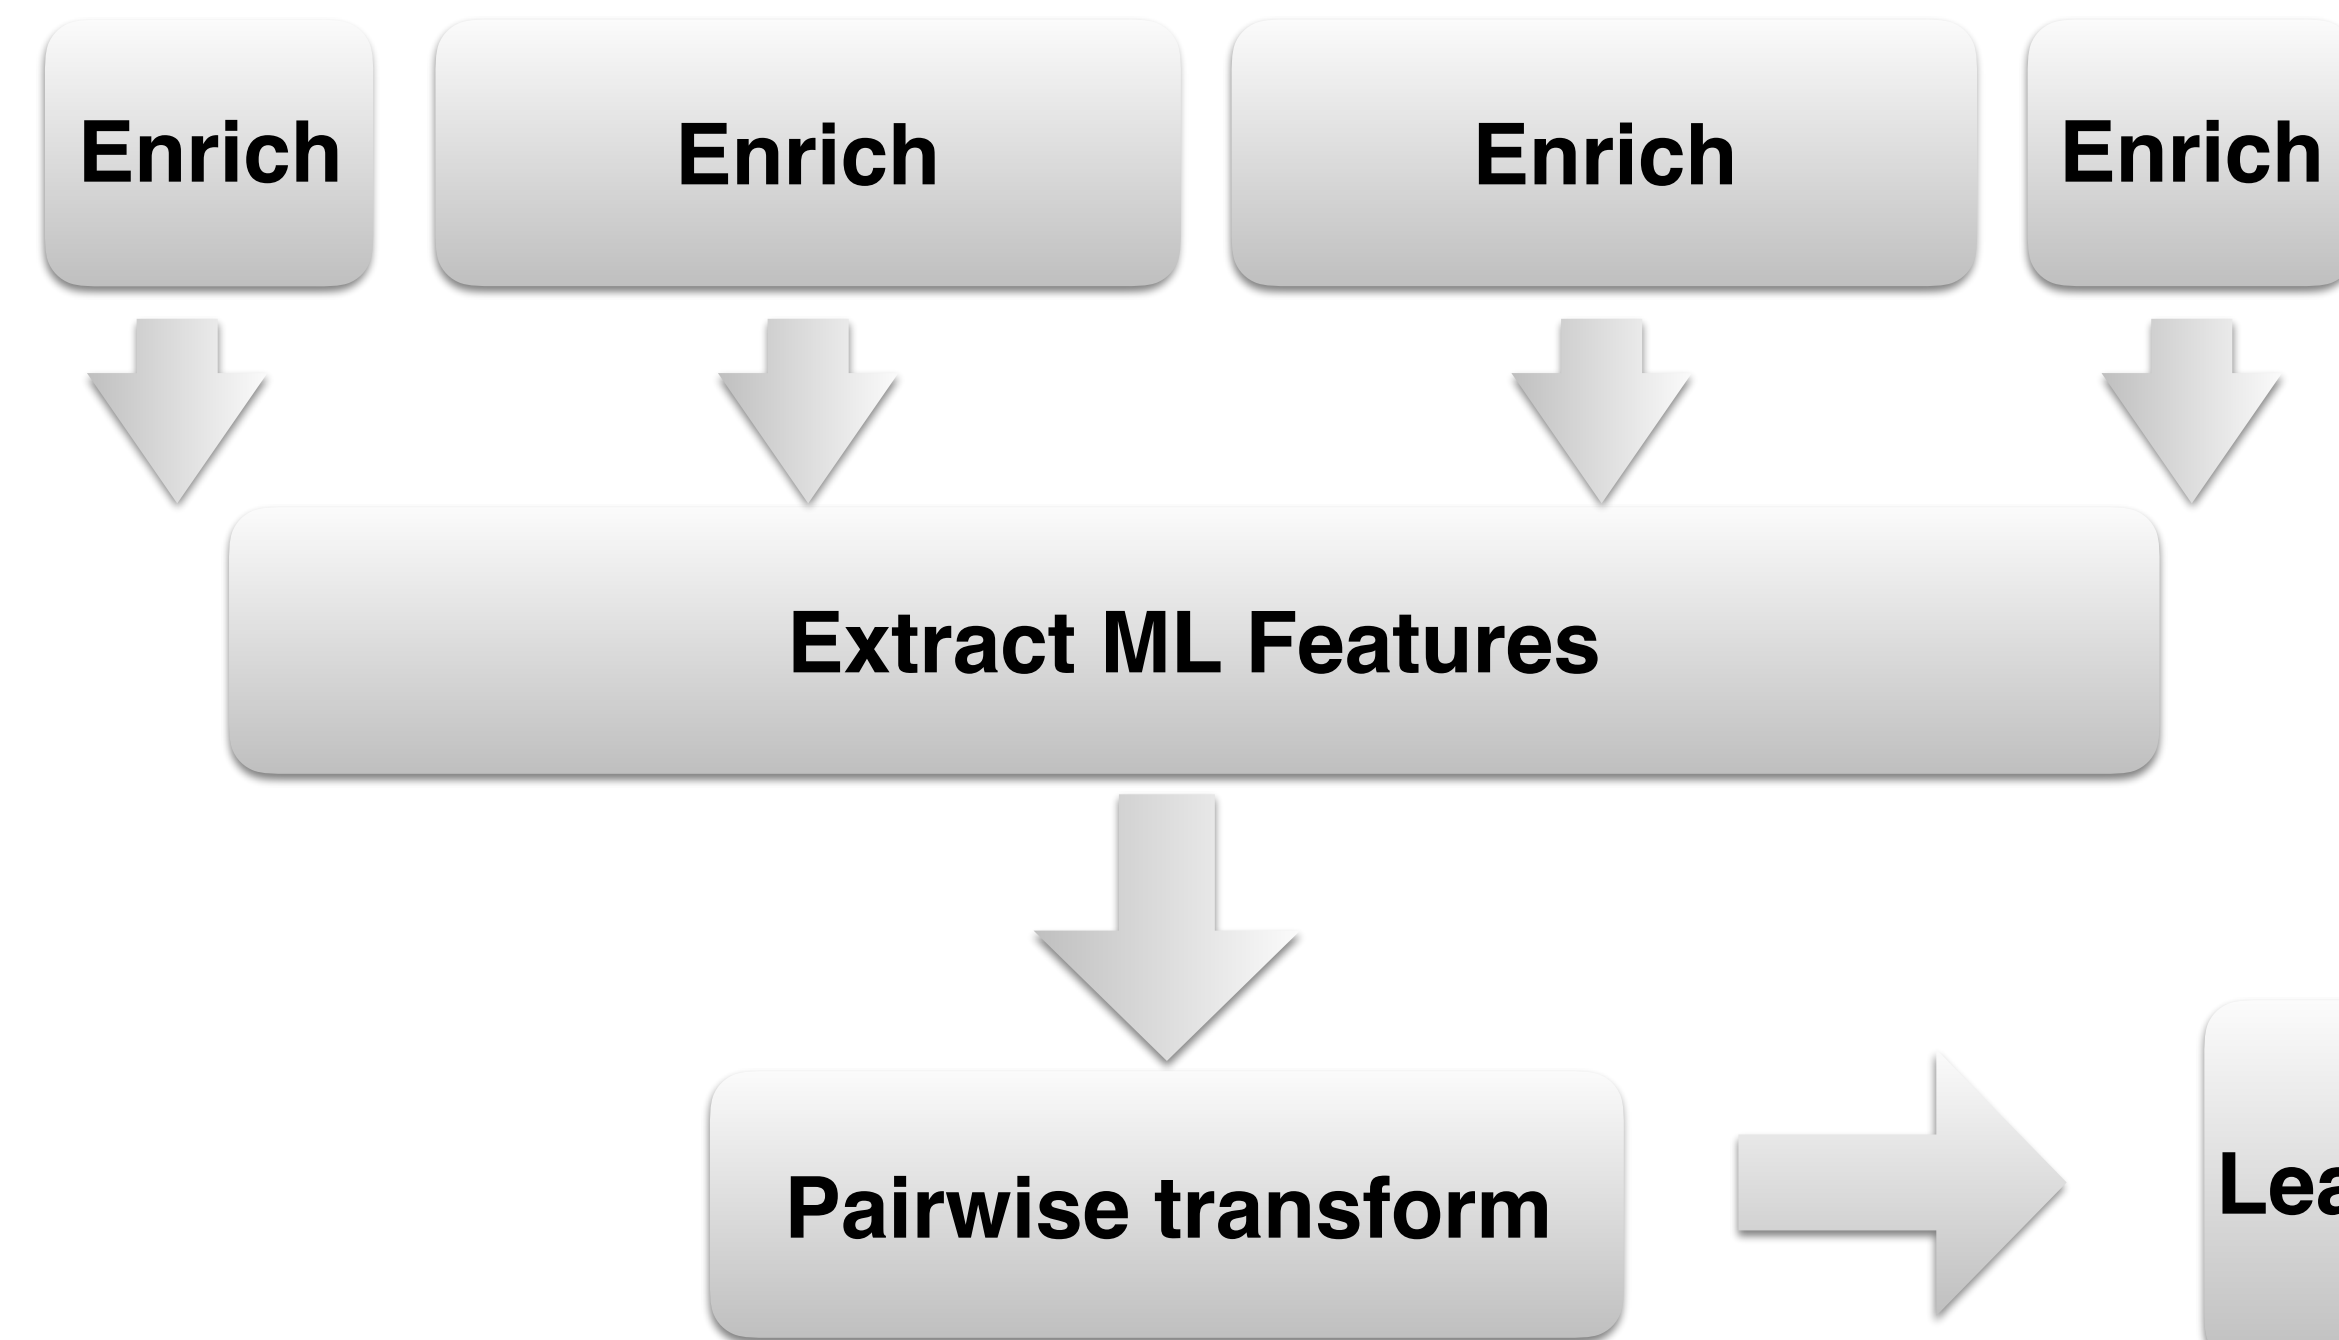 Enrich
Enrich
Enrich
Enrich
Extract ML Features
Pairwise transform